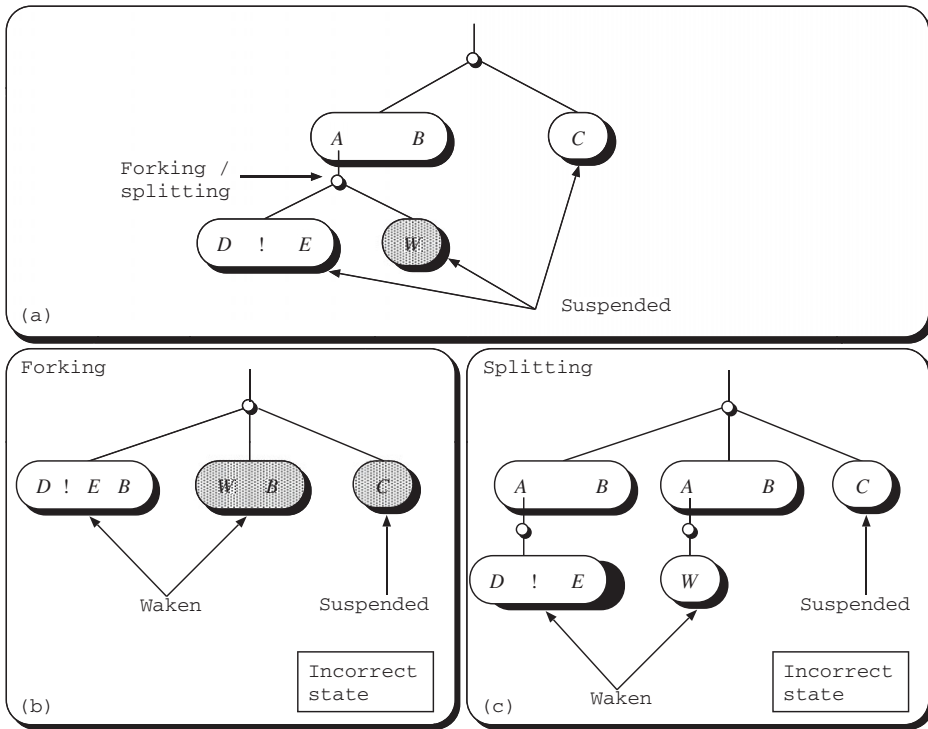 A B
C
Forking /
splitting
D ! E
W
Suspended
(a)
Forking
D ! E B
W B
C
Waken
Suspended
Incorrect
state
(b)
Splitting
A B
A B
C
D ! E
W
Suspended
Waken
Incorrect
state
(c)